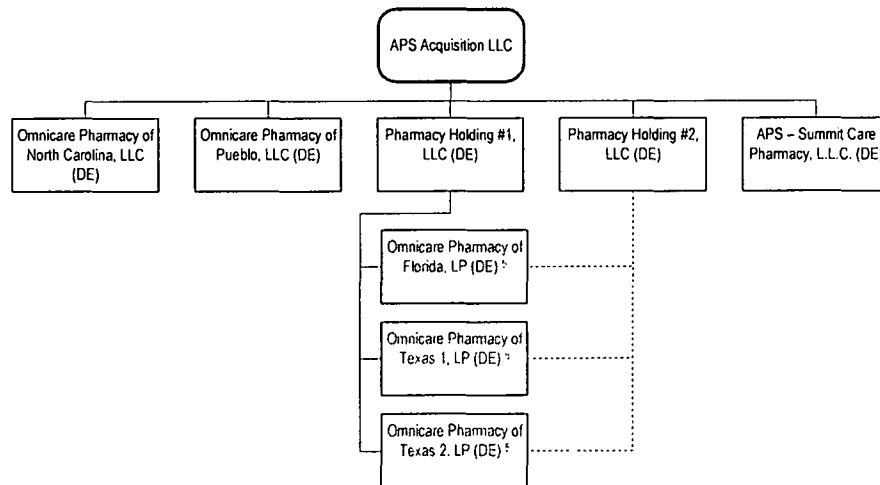 APS Acquisition LLC
Omnicare Pharmacy of
North Carolina, LLC
(DE)
Omnicare Pharmacy of
Pueblo, LLC (DE)
Pharmacy Holding #1,
LLC (DE)
Pharmacy Holding #2,
LLC (DE)
APS – Summit Care
Pharmacy, L.L.C. (DE)
Omnicare Pharmacy of
Florida, LP (DE)
Omnicare Pharmacy of
Texas 1, LP (DE)
Omnicare Pharmacy of
Texas 2, LP (DE)